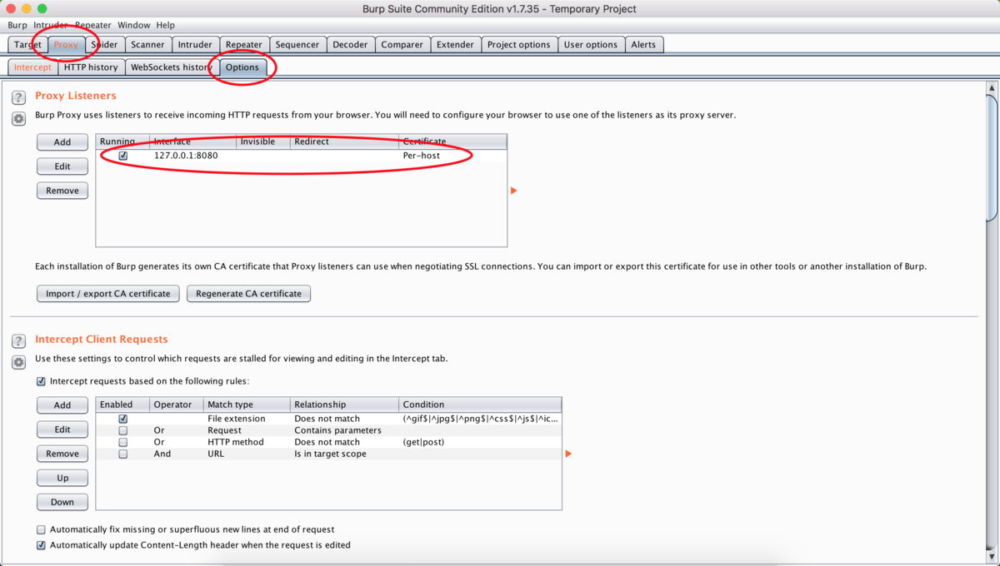 Burp Suite Community Edition v1.7.35 - Temporary Project
Burp Intruder Repeater Window Help
Target Proxy Spider Scanner Intruder Repeater Sequencer Decoder Comparer Extender Project options User options Alerts
Intercept HTTP history WebSockets history Options
? Proxy Listeners
Burp Proxy uses listeners to receive incoming HTTP requests from your browser. You will need to configure your browser to use one of the listeners as its proxy server.
Add Running Interface Invisible Redirect Certificate
127.0.0.1:8080 Per-host
Edit
Remove
Each installation of Burp generates its own CA certificate that Proxy listeners can use when negotiating SSL connections. You can import or export this certificate for use in other tools or another installation of Burp.
Import / export CA certificate Regenerate CA certificate
? Intercept Client Requests
Use these settings to control which requests are stalled for viewing and editing in the Intercept tab.
Intercept requests based on the following rules:
Add Enabled Operator Match type Relationship Condition
File extension Does not match (^gif$|^jpg$|^png$|^css$|^js$|^ic...
Edit Or Request Contains parameters
Or HTTP method Does not match (get|post)
Remove And URL Is in target scope
Up
Down
Automatically fix missing or superfluous new lines at end of request
Automatically update Content-Length header when the request is edited